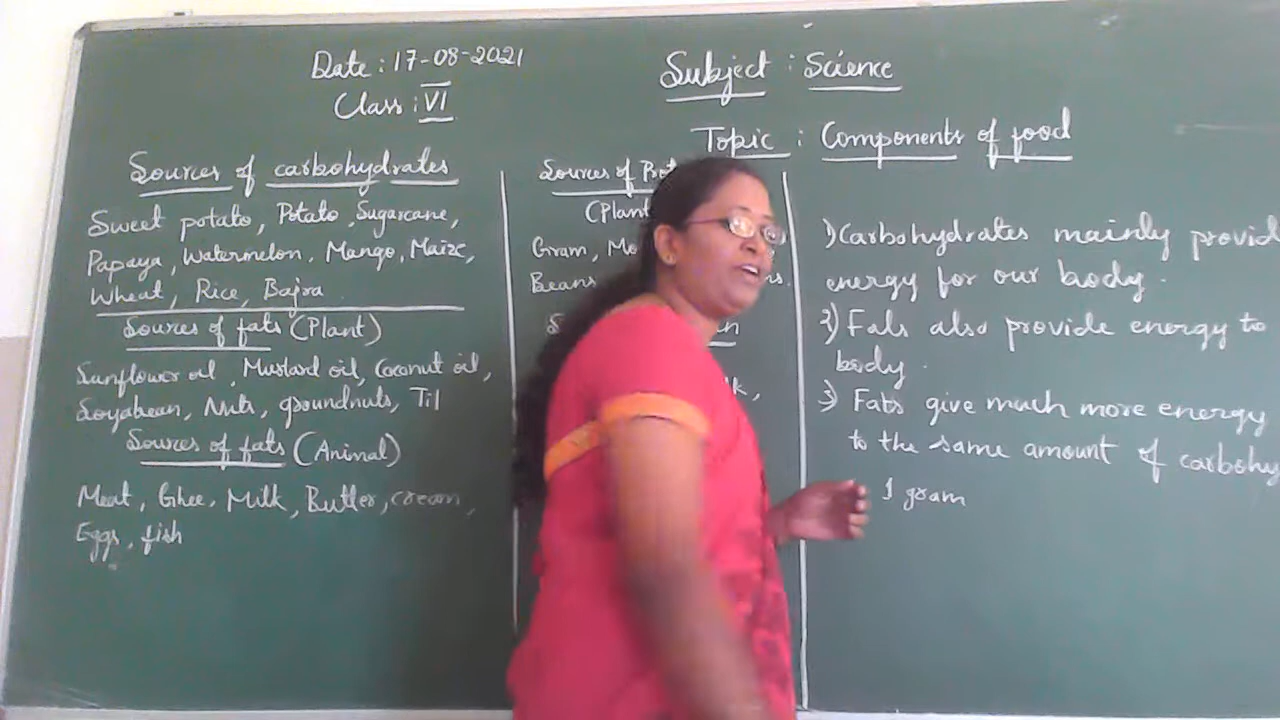 Date : 17-08-2021
Class : VI
Subject : Science
Topic : Components of food
Sources of carbohydrates
Sweet potato, Potato, Sugarcane,
Papaya, Watermelon, Mango, Maize,
Wheat, Rice, Bajra
Sources of fats (Plant)
Sunflower oil, Mustard oil, Coconut oil,
Soyabean, Nuts, groundnuts, Til
Sources of fats (Animal)
Meat, Ghee, Milk, Butter, cream,
Eggs, fish
Sources of
(Plant
Gram,
Beans
1) Carbohydrates mainly provid
energy for our body.
2) Fats also provide energy to
body.
3) Fats give much more energy
to the same amount of carbohy
1 gram